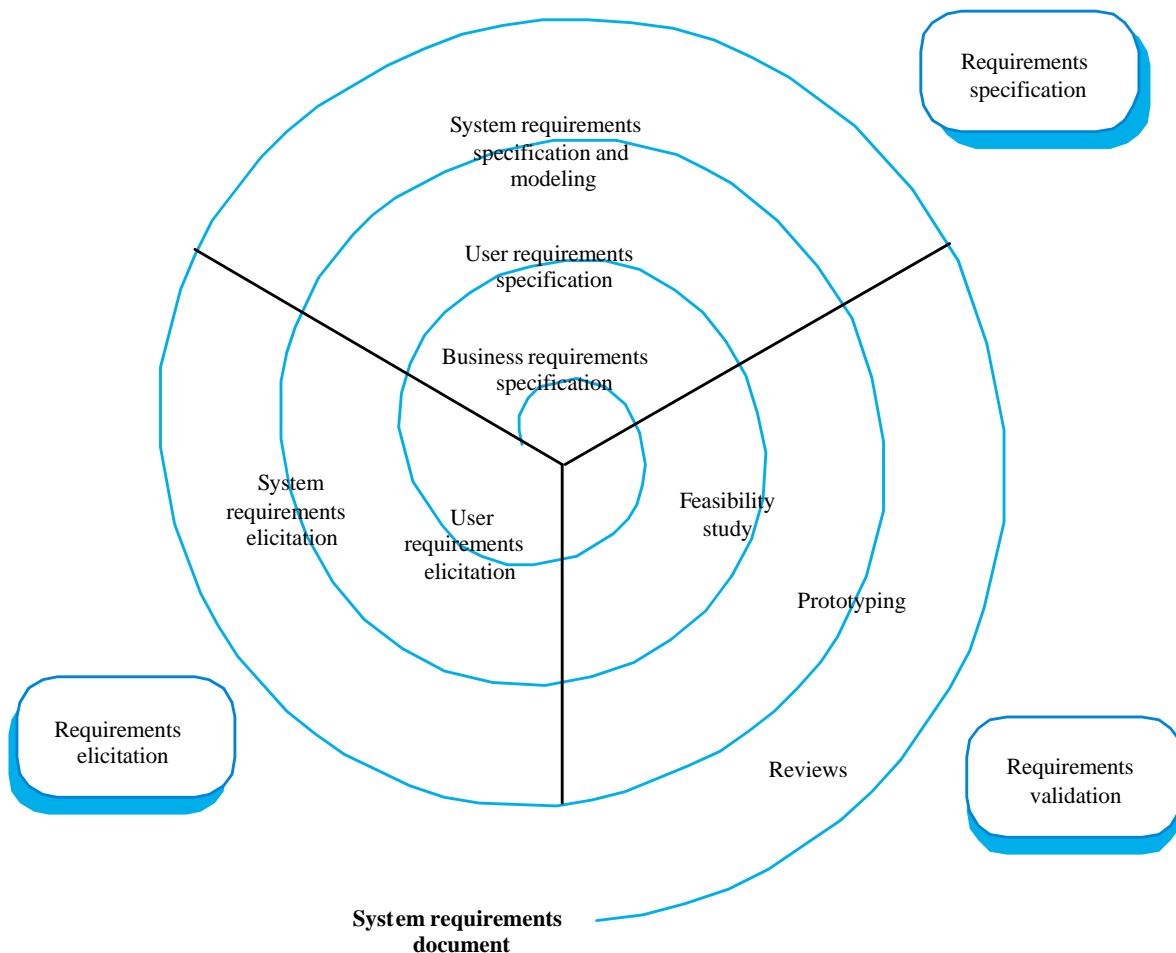 Requirements
specification
System requirements
specification and
modeling
User requirements
specification
Business requirements
specification
System
requirements
elicitation
User
requirements
elicitation
Feasibility
study
Prototyping
Requirements
elicitation
Reviews
Requirements
validation
System requirements
document